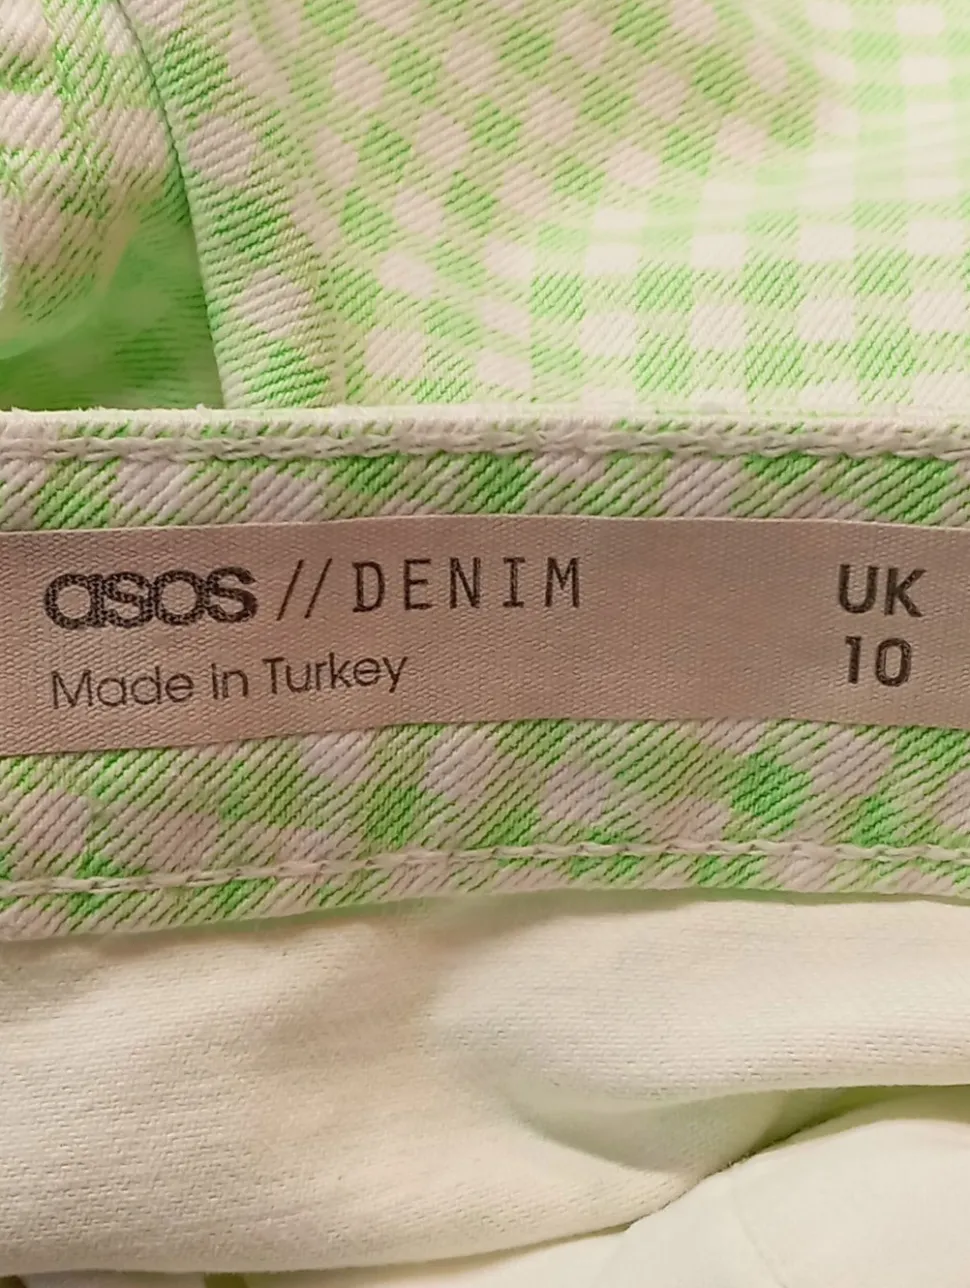 asos // DENIM
Made in Turkey
UK
10